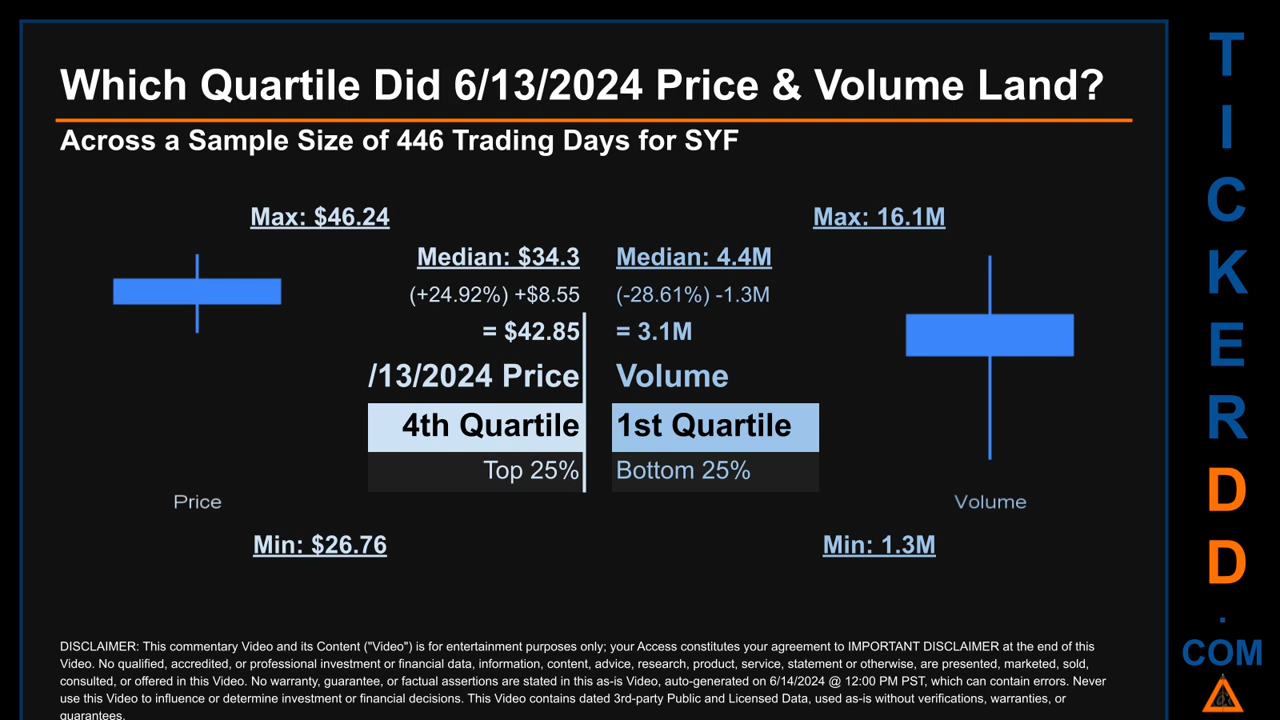 Which Quartile Did 6/13/2024 Price & Volume Land?
Across a Sample Size of 446 Trading Days for SYF
Max: $46.24
Max: 16.1M
Median: $34.3
Median: 4.4M
(+24.92%) +$8.55
(-28.61%) -1.3M
= $42.85
= 3.1M
/13/2024 Price
Volume
4th Quartile
1st Quartile
Top 25%
Bottom 25%
Price
Volume
Min: $26.76
Min: 1.3M
DISCLAIMER: This commentary Video and its Content ("Video") is for entertainment purposes only; your Access constitutes your agreement to IMPORTANT DISCLAIMER at the end of this
Video. No qualified, accredited, or professional investment or financial data, information, content, advice, research, product, service, statement or otherwise, are presented, marketed, sold,
consulted, or offered in this Video. No warranty, guarantee, or factual assertions are stated in this as-is Video, auto-generated on 6/14/2024 @ 12:00 PM PST, which can contain errors. Never
use this Video to influence or determine investment or financial decisions. This Video contains dated 3rd-party Public and Licensed Data, used as-is without verifications, warranties, or
guarantees.
T
I
C
K
E
R
D
D
.
COM